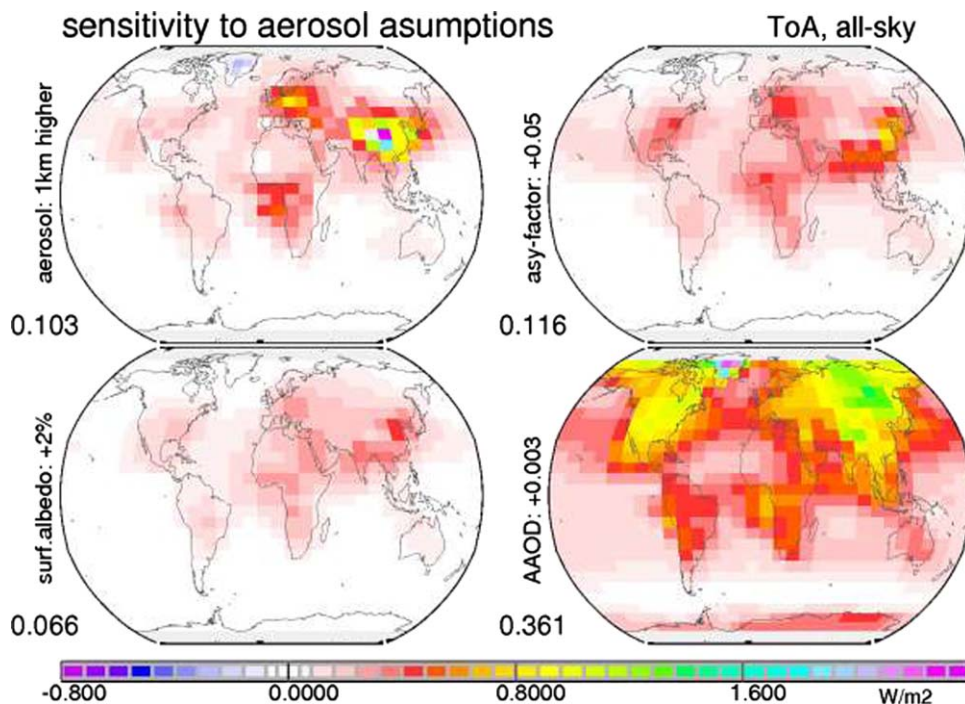 sensitivity to aerosol asumptions
ToA, all-sky
aerosol: 1km higher
0.103
asy-factor: +0.05
0.116
surf.albedo: +2%
0.066
AAOD: +0.003
0.361
-0.800 0.0000 0.8000 1.6000 W/m2